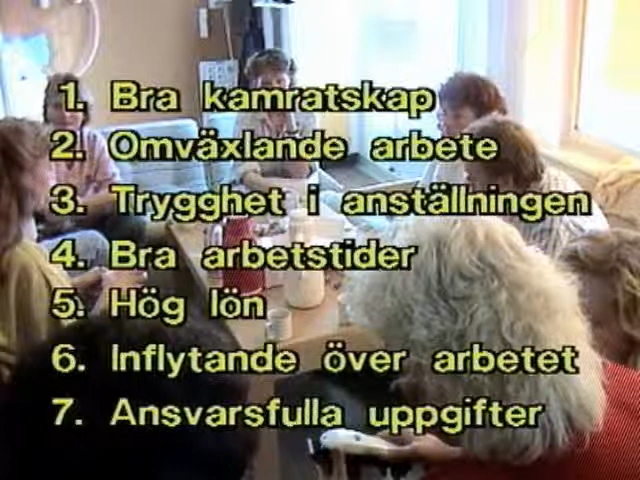 1. Bra kamratskap
2. Omväxlande arbete
3. Trygghet i anställningen
4. Bra arbetstider
5. Hög lön
6. Inflytande över arbetet
7. Ansvarsfulla uppgifter